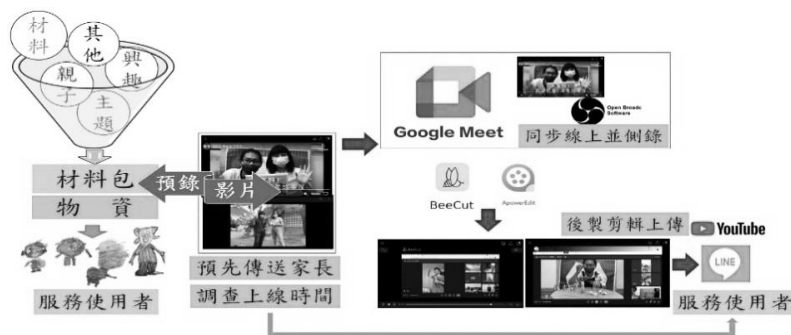 材料
其他
興趣
親子
主題
材料包
物 資
服務使用者
預錄
影片
預先傳送家長
調查上線時間
Google Meet
Open Broadc
Software
同步線上並側錄
BeeCut
ApowerEdit
後製剪輯上傳
YouTube
LINE
服務使用者